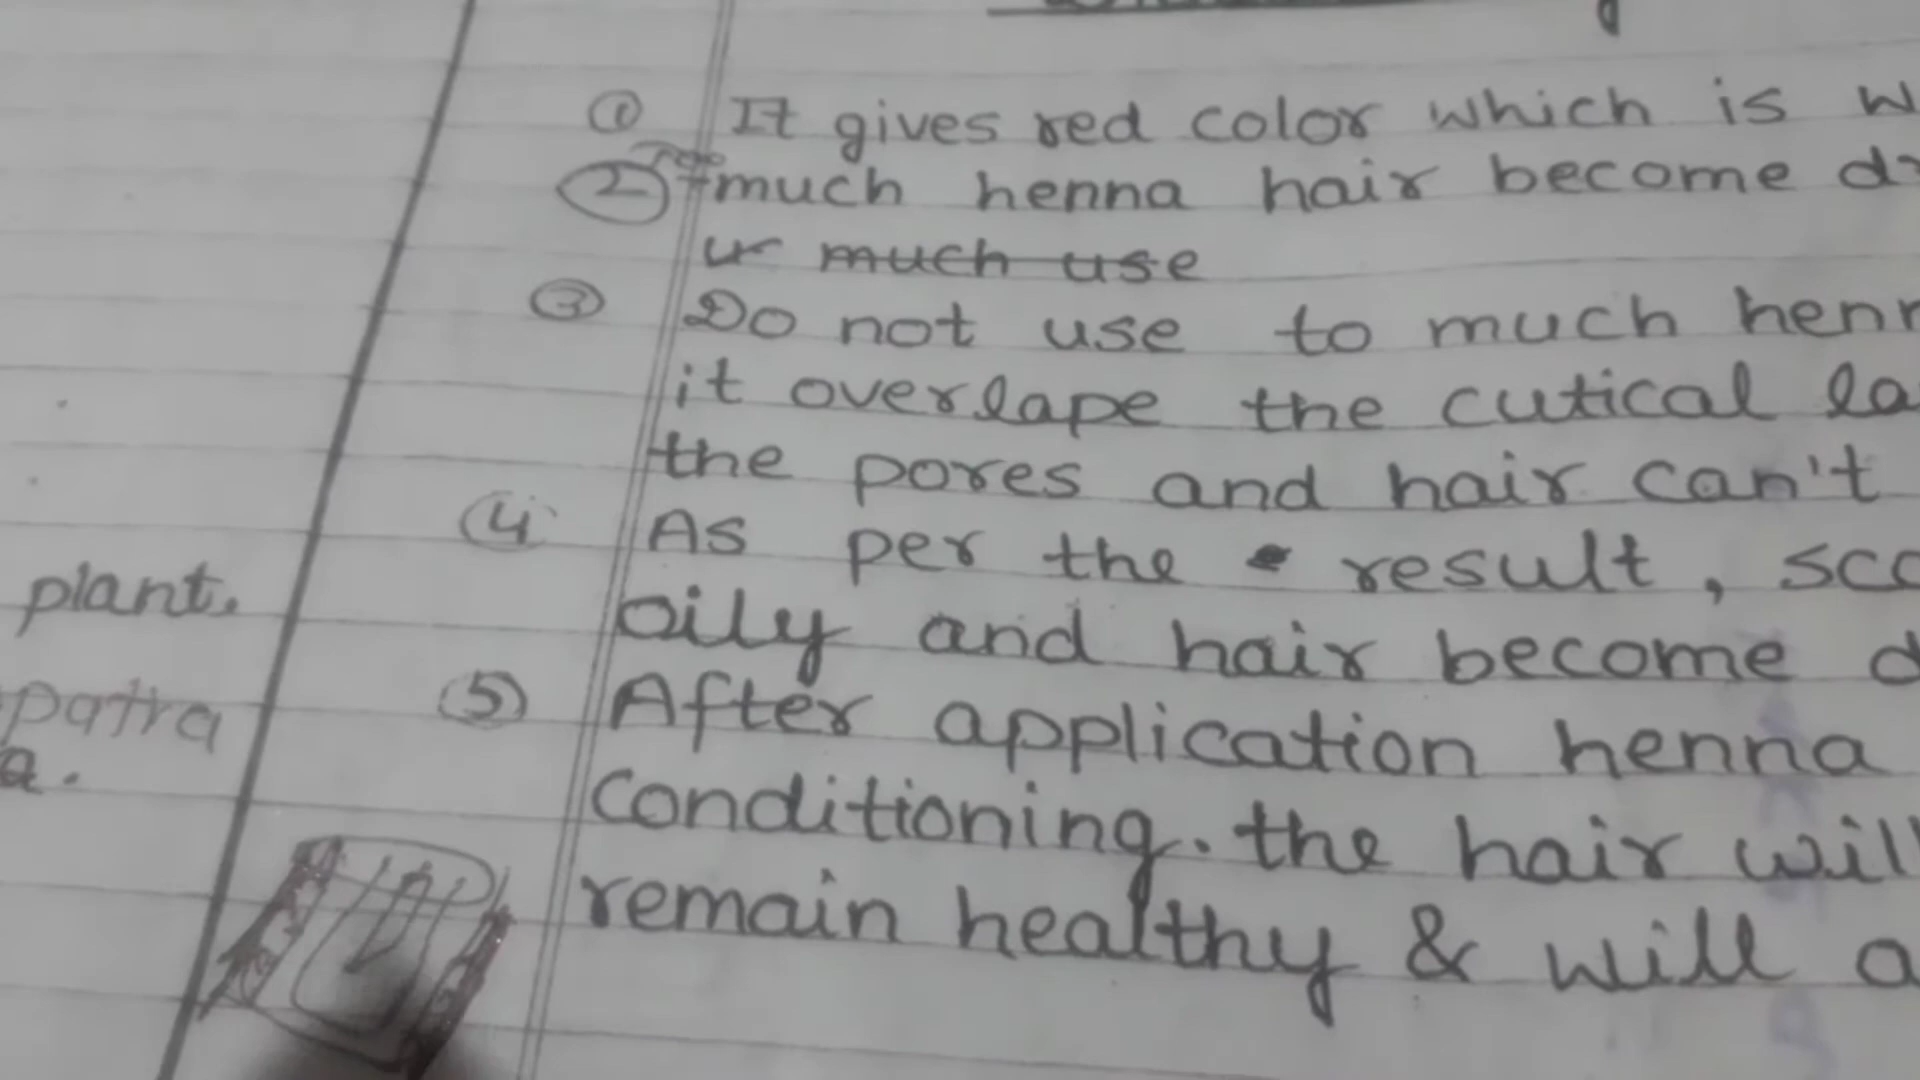 ① It gives red color which is
② Too much henna hair become
much use
③ Do not use to much
it overlape the cutical
the pores and hair can't
④ As per the result,
oily and hair become
⑤ After application henna
conditioning. the hair will
remain healthy & will
plant.
patra
a.